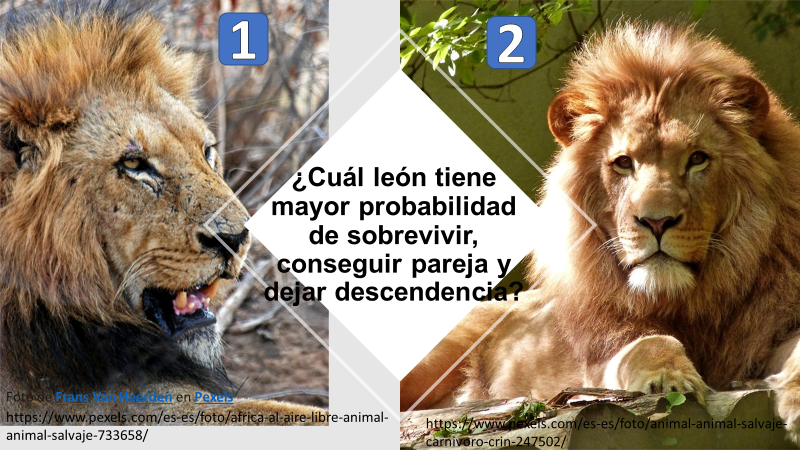 1
2
¿Cuál león tiene
mayor probabilidad
de sobrevivir,
conseguir pareja y
dejar descendencia?
Foto de Frans Van Heerden en Pexels
https://www.pexels.com/es-es/foto/africa-al-aire-libre-animal-
animal-salvaje-733658/
https://www.pexels.com/es-es/foto/animal-animal-salvaje-
carnivoro-crin-247502/